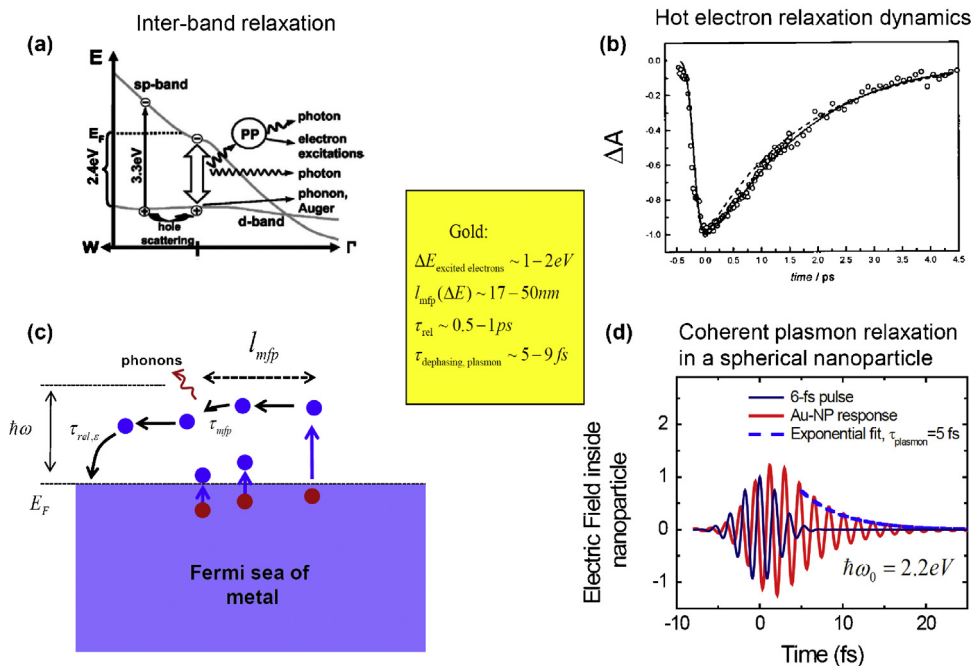 Inter-band relaxation
(a)
E
sp-band
E_F
2.4eV
3.3eV
PP
photon
electron
excitations
photon
phonon,
Auger
d-band
hole
scattering
W
Γ
Hot electron relaxation dynamics
(b)
ΔA
0.0
-0.2
-0.4
-0.6
-0.8
-1.0
-0.5
0.0
0.5
1.0
1.5
2.0
2.5
3.0
3.5
4.0
4.5
time / ps
Gold:
ΔE_excited electrons ~ 1−2eV
l_mfp(ΔE) ~ 17−50nm
τ_rel ~ 0.5−1ps
τ_dephasing, plasmon ~ 5−9 fs
(c)
phonons
l_mfp
ħω
τ_rel,ε
τ_mfp
E_F
Fermi sea of
metal
(d)
Coherent plasmon relaxation
in a spherical nanoparticle
6-fs pulse
Au-NP response
Exponential fit, τ_plasmon=5 fs
Electric Field inside
nanoparticle
2
1
0
-1
ħω_0 = 2.2eV
-10
0
10
20
Time (fs)